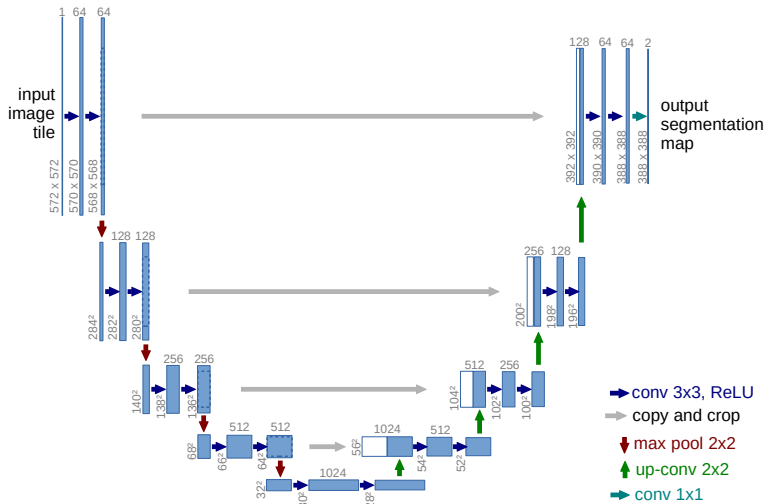 1 64 64
128 64 64 2
input
image
tile
output
segmentation
map
572 x 572
570 x 570
568 x 568
392 x 392
390 x 390
388 x 388
388 x 388
128 128
256 128
284²
282²
280²
200²
198²
196²
256 256
512 256
140²
138²
136²
104²
102²
100²
512 512
1024 512
68²
66²
64²
56²
54²
52²
1024
32²
conv 3x3, ReLU
copy and crop
max pool 2x2
up-conv 2x2
conv 1x1